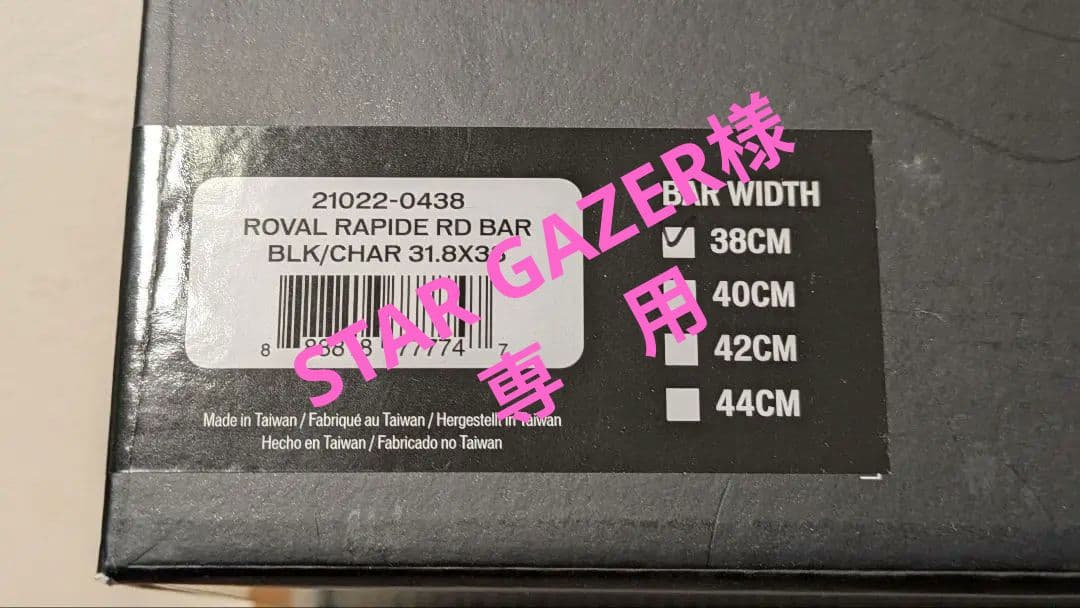 21022-0438
ROVAL RAPIDE RD BAR
BLK/CHAR 31.8X38
Made in Taiwan / Fabriqué au Taiwan / Hergestellt in Taiwan
Hecho en Taiwan / Fabricado no Taiwan
BAR WIDTH
38CM
40CM
42CM
44CM
STAR GAZER様
専用